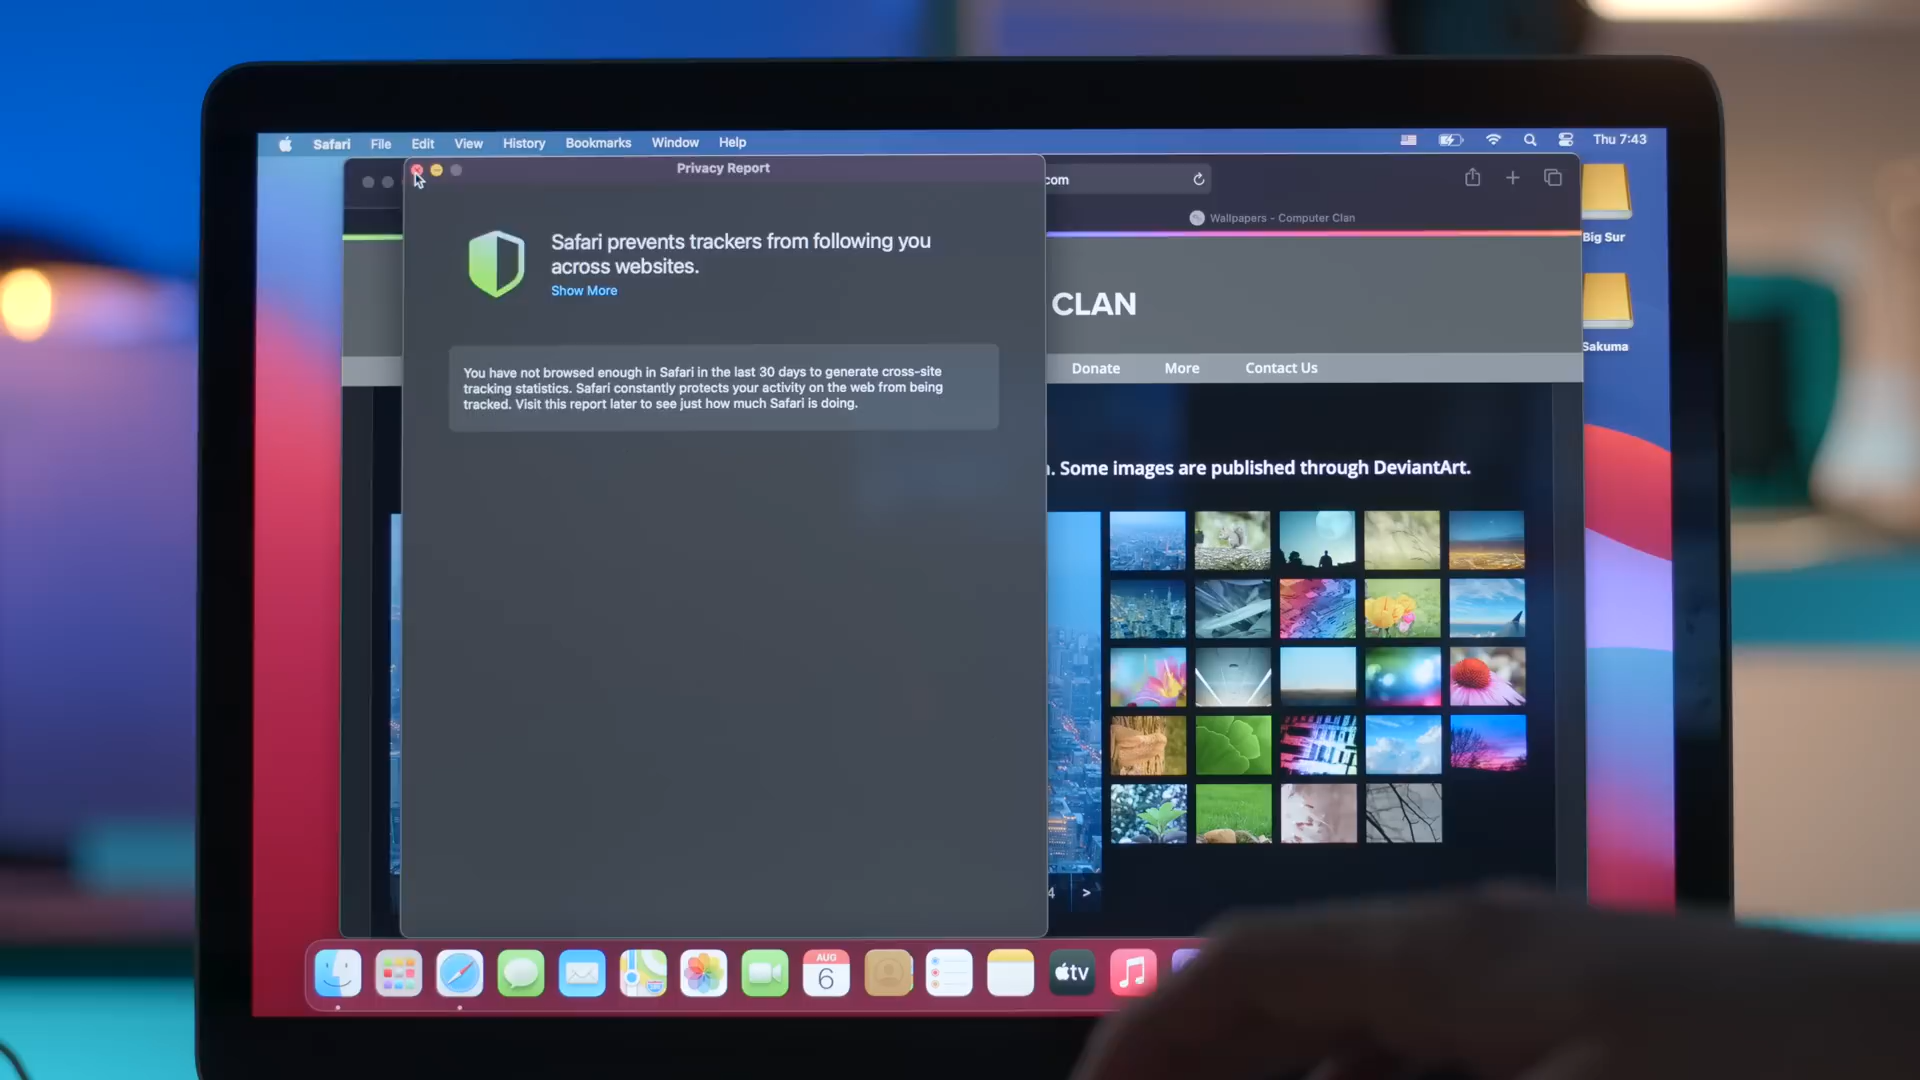 Safari File Edit View History Bookmarks Window Help Thu 7:43
Privacy Report
Safari prevents trackers from following you
across websites.
Show More
You have not browsed enough in Safari in the last 30 days to generate cross-site
tracking statistics. Safari constantly protects your activity on the web from being
tracked. Visit this report later to see just how much Safari is doing.
com
Wallpapers - Computer Clan
CLAN
Donate More Contact Us
. Some images are published through DeviantArt.
4 >
Big Sur
Sakuma
AUG
6
tv